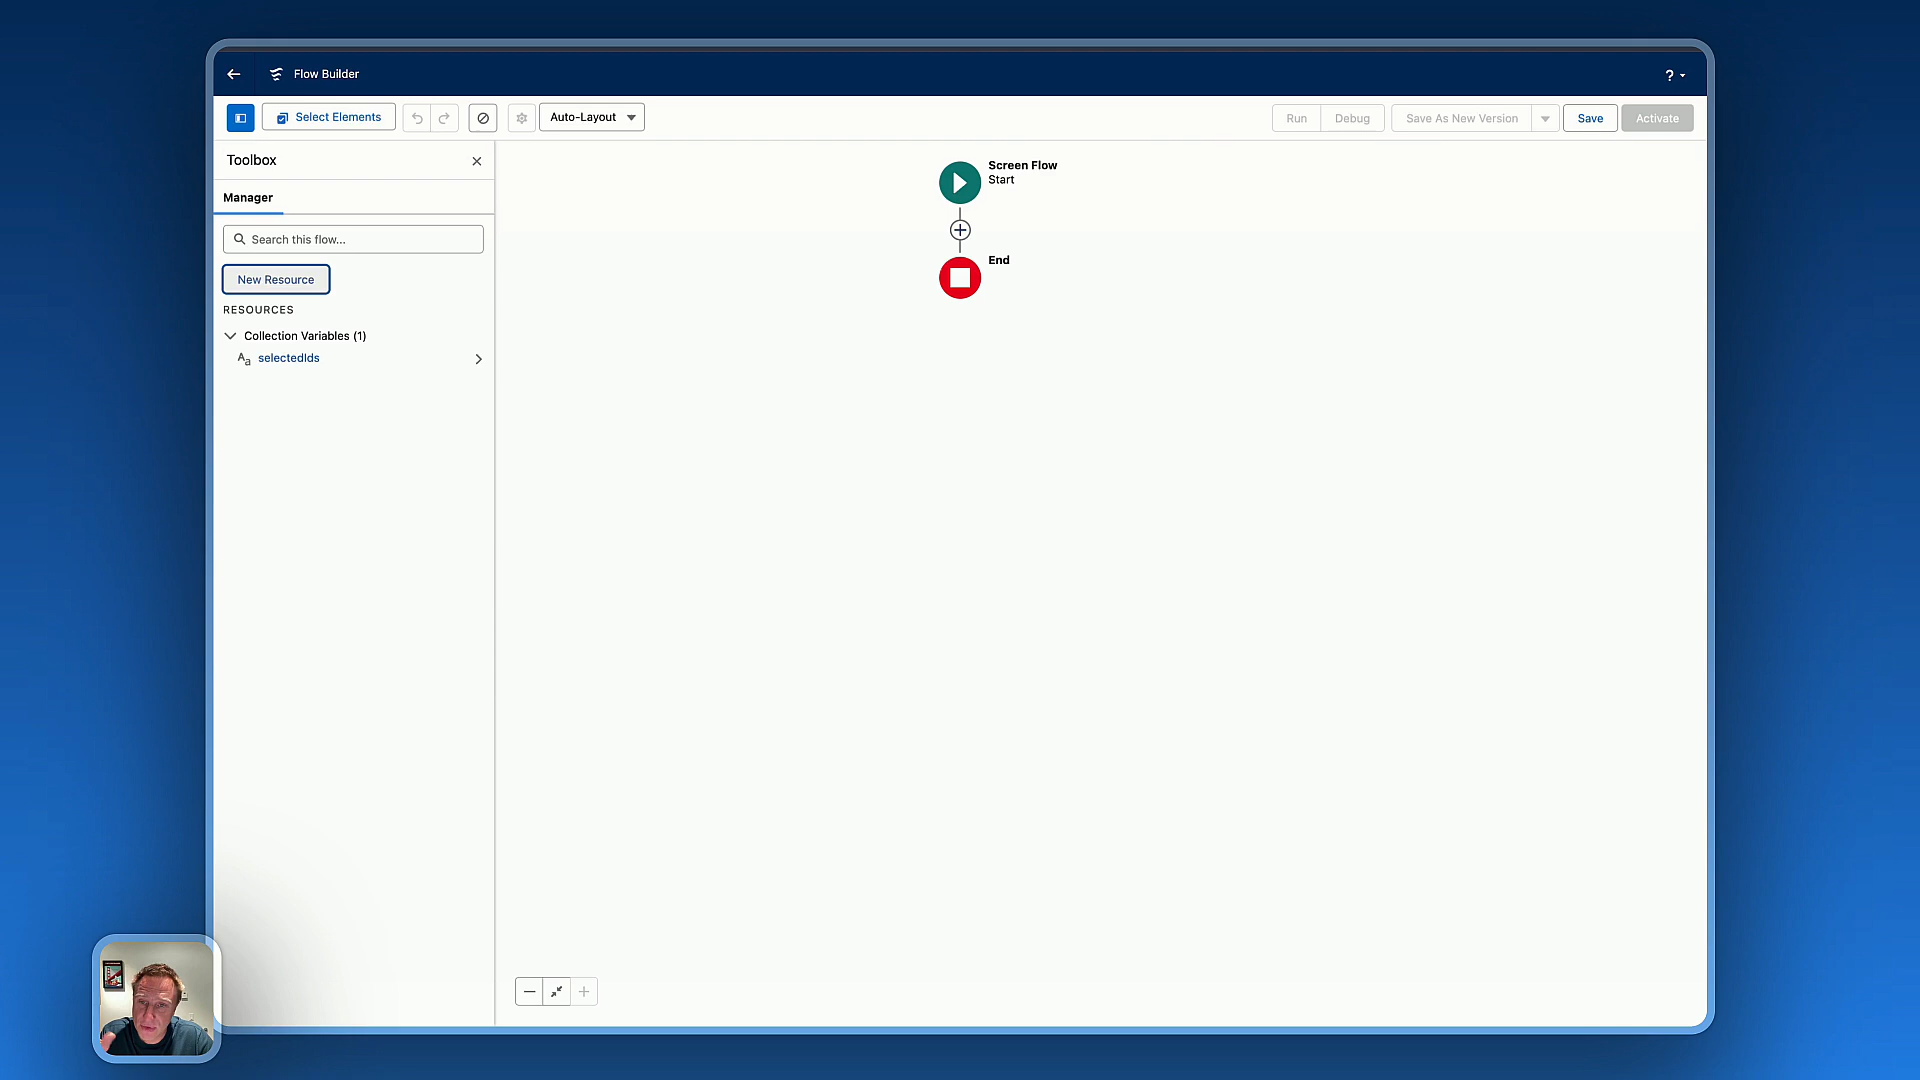 Flow Builder
?
Select Elements
Auto-Layout
Run
Debug
Save As New Version
Save
Activate
Toolbox
Manager
Search this flow...
New Resource
RESOURCES
Collection Variables (1)
Aa
selectedIds
Screen Flow
Start
End